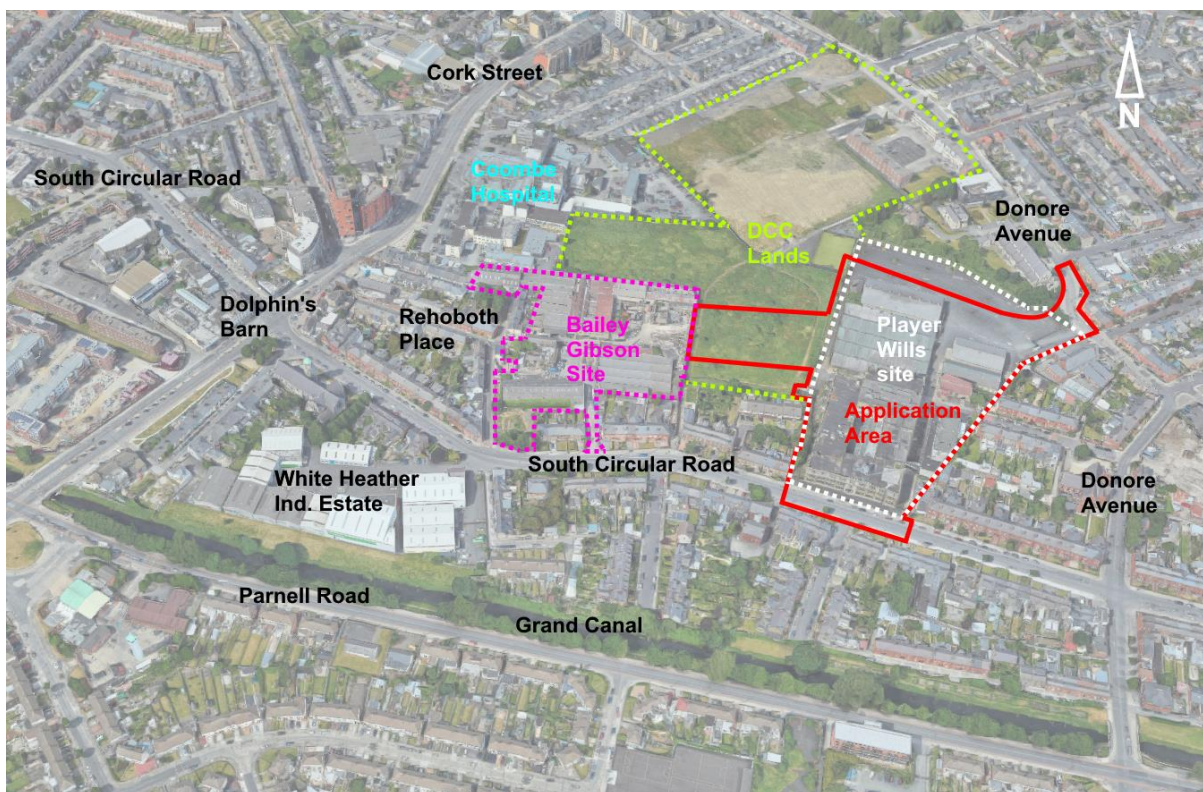 Cork Street
N
South Circular Road
Coombe
Hospital
Donore
Avenue
DCC
Lands
Dolphin's
Barn
Rehoboth
Place
Bailey
Gibson
Site
Player
Wills
site
Application
Area
South Circular Road
White Heather
Ind. Estate
Donore
Avenue
Parnell Road
Grand Canal